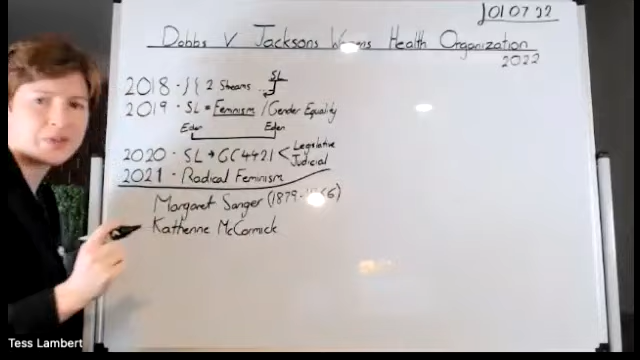 01 07 22
Dobbs V Jacksons Womens Health Organization
2022
2018 - 2 Streams SL
2019 - SL = Feminism / Gender Equality
Eden Eden
2020 - SL → GC4421 < Legislative
Judicial
2021 - Radical Feminism
Margaret Sanger (1879-
Katherine McCormick
Tess Lambert